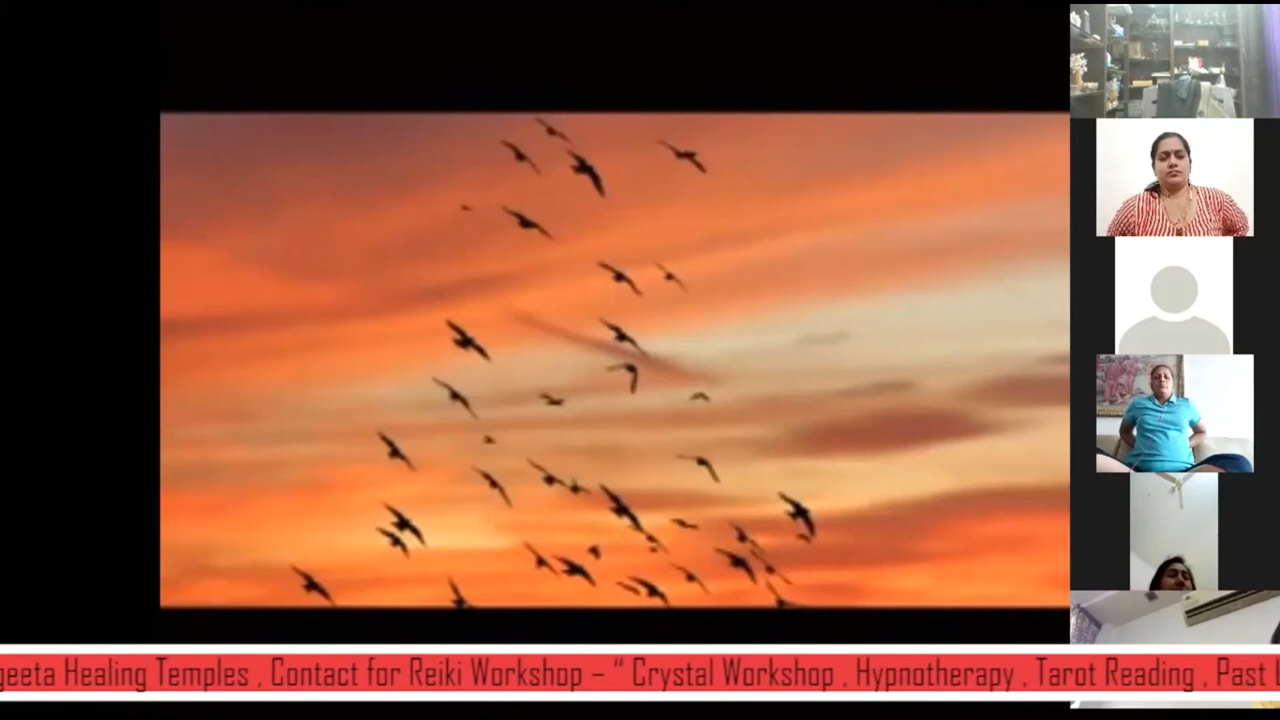 geeta Healing Temples , Contact for Reiki Workshop – “ Crystal Workshop , Hypnotherapy , Tarot Reading , Past